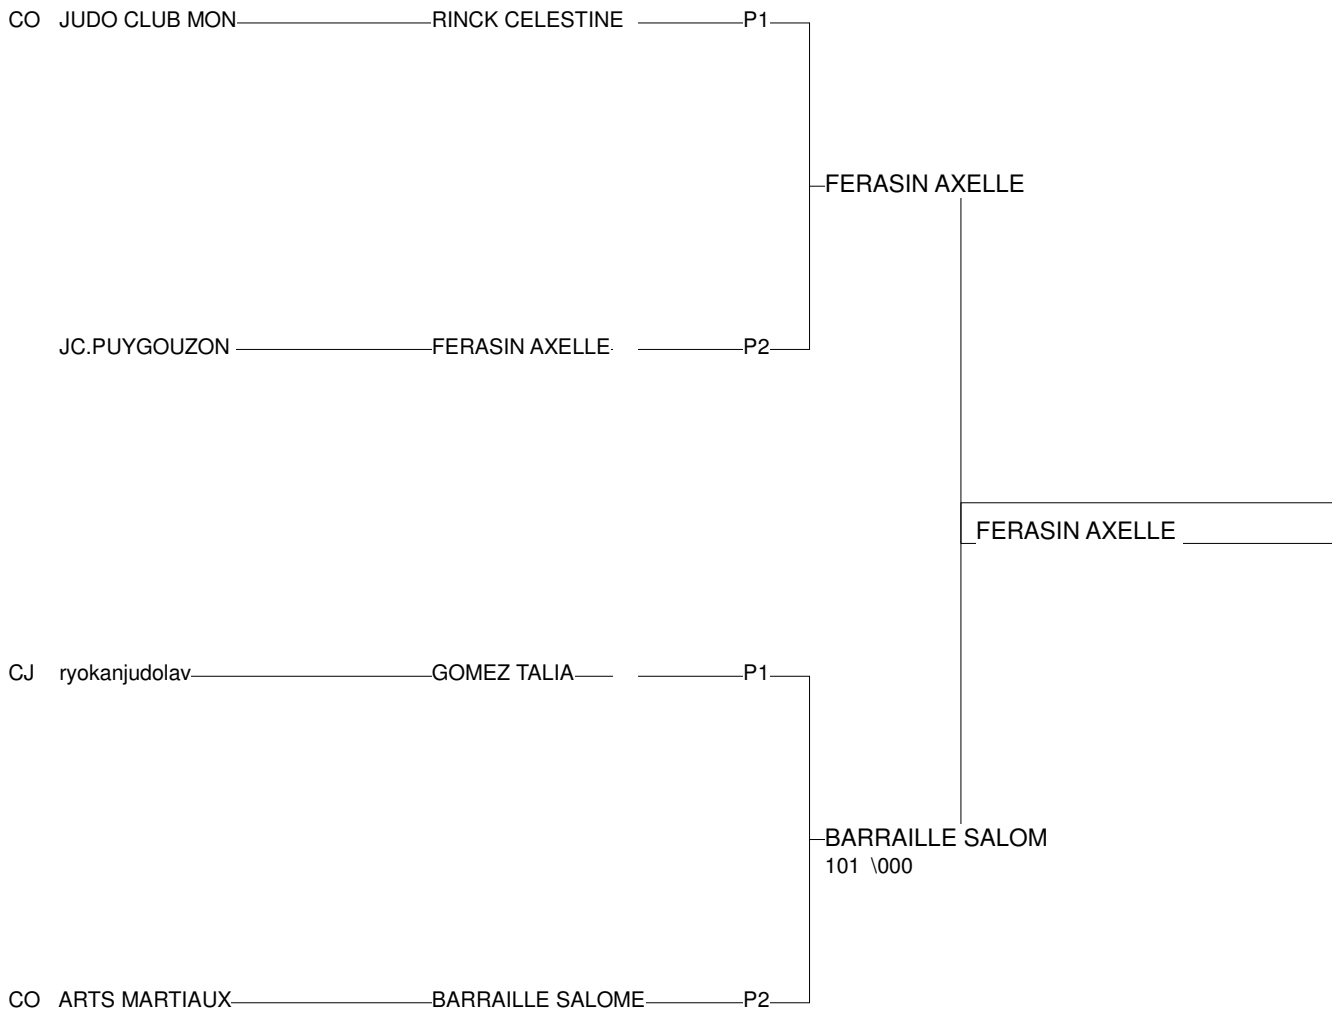 CO JUDO CLUB MON RINCK CELESTINE P1
FERASIN AXELLE
JC.PUYGOUZON FERASIN AXELLE P2
FERASIN AXELLE
CJ ryokanjudolav GOMEZ TALIA P1
BARRAILLE SALOM
101 \000
CO ARTS MARTIAUX BARRAILLE SALOME P2